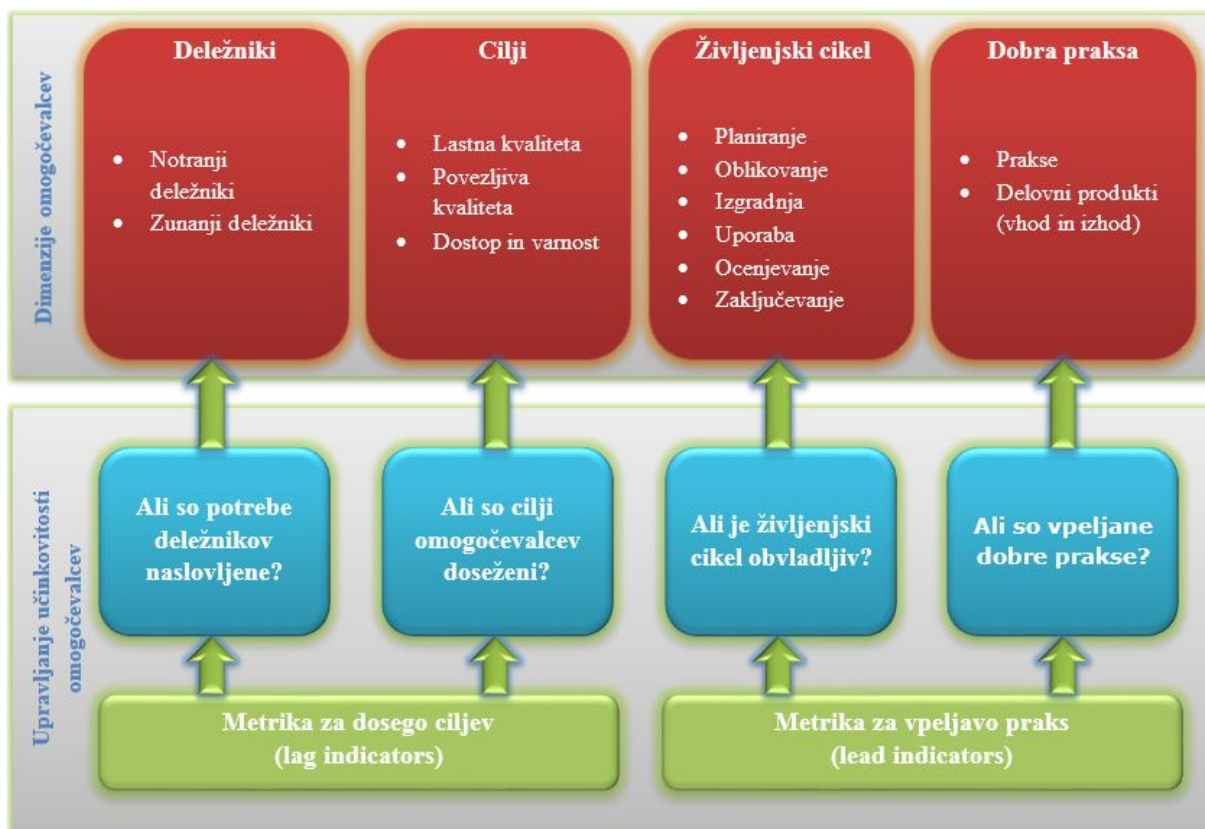 Dimenzije omogočevalcev
Deležniki
• Notranji
deležniki
• Zunanji deležniki
Cilji
• Lastna kvaliteta
• Povezljiva
kvaliteta
• Dostop in varnost
Življenjski cikel
• Planiranje
• Oblikovanje
• Izgradnja
• Uporaba
• Ocenjevanje
• Zaključevanje
Dobra praksa
• Prakse
• Delovni produkti
(vhod in izhod)
Upravljanje učinkovitosti
omogočevalcev
Ali so potrebe
deležnikov
naslovljene?
Ali so cilji
omogočevalcev
doseženi?
Ali je življenjski
cikel obvladljiv?
Ali so vpeljane
dobre prakse?
Metrika za dosego ciljev
(lag indicators)
Metrika za vpeljavo praks
(lead indicators)